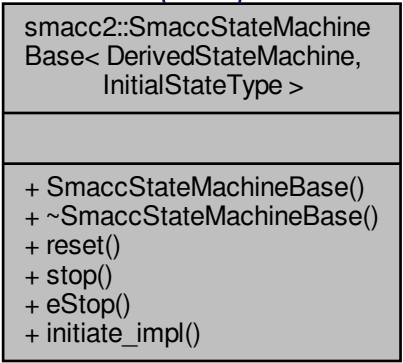 smacc2::SmaccStateMachine
Base< DerivedStateMachine,
InitialStateType >
+ SmaccStateMachineBase()
+ ~SmaccStateMachineBase()
+ reset()
+ stop()
+ eStop()
+ initiate_impl()